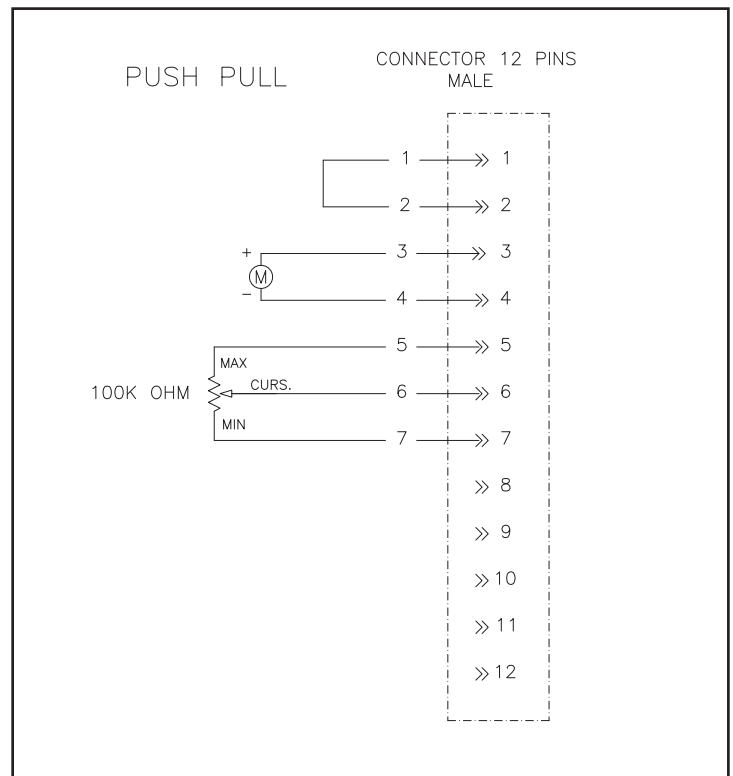 PUSH PULL
CONNECTOR 12 PINS
MALE
1 1
2 2
+ 3 3
M
- 4 4
5 5
MAX
100K OHM CURS. 6 6
MIN
7 7
8
9
10
11
12